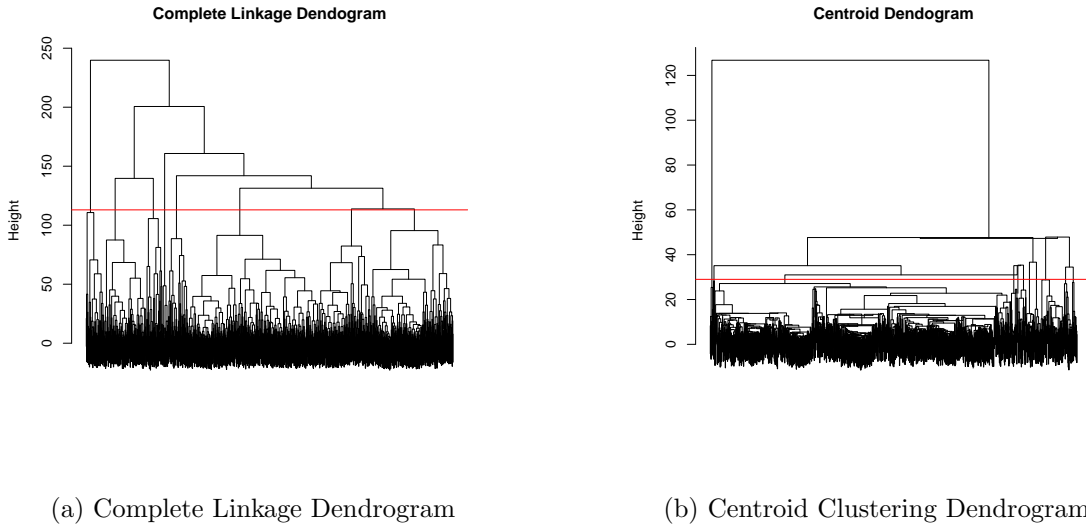 Complete Linkage Dendogram
Height
250
200
150
100
50
0
(a) Complete Linkage Dendrogram
Centroid Dendogram
Height
120
100
80
60
40
20
0
(b) Centroid Clustering Dendrogram